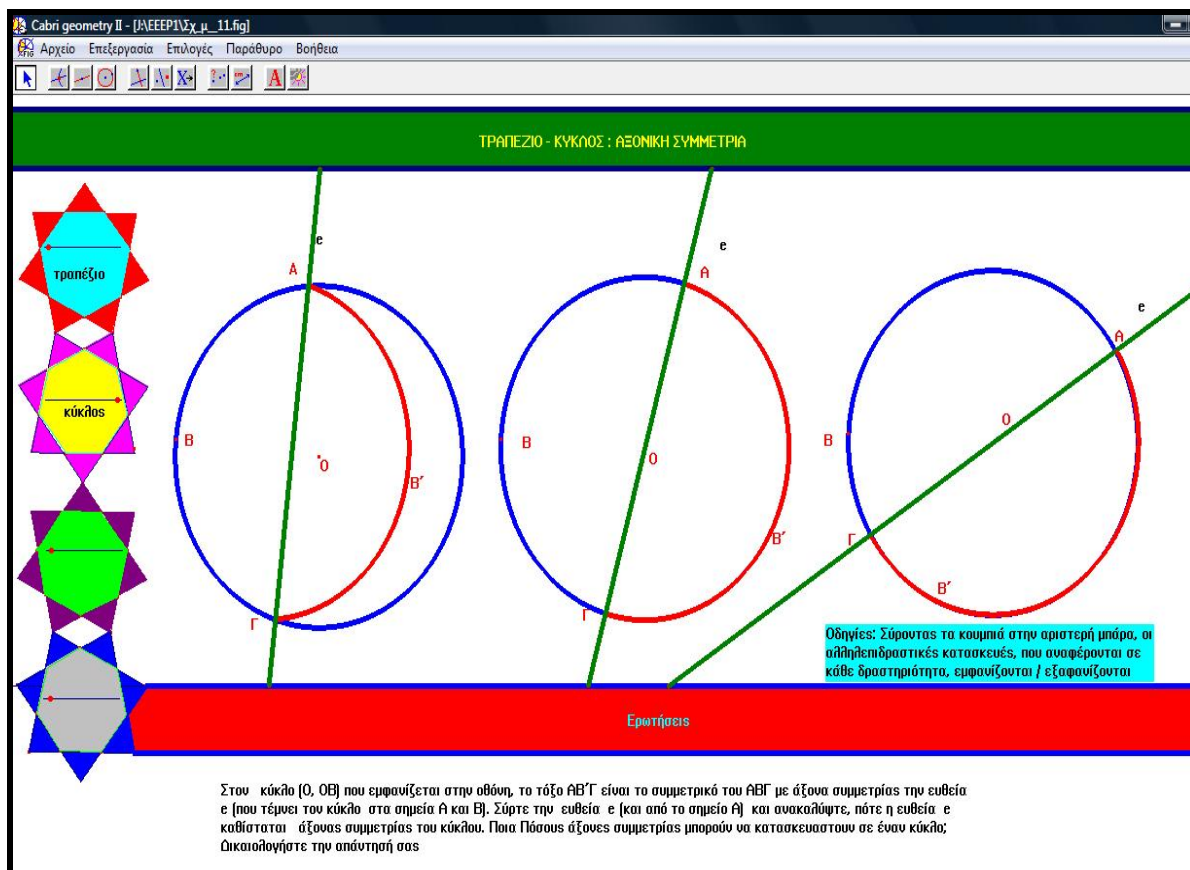 Cabri geometry II - [J:\EEEP1\Σχ_μ__11.fig]
Αρχείο Επεξεργασία Επιλογές Παράθυρο Βοήθεια
ΤΡΑΠΕΖΙΟ - ΚΥΚΛΟΣ : ΑΞΟΝΙΚΗ ΣΥΜΜΕΤΡΙΑ
τραπέζιο
κύκλος
e
A
B
O
B'
Γ
e
A
B
O
B'
Γ
e
A
B
O
Γ
B'
Οδηγίες: Σύροντας τα κουμπιά στην αριστερή μπάρα, οι
αλληλεπιδραστικές κατασκευές, που αναφέρονται σε
κάθε δραστηριότητα, εμφανίζονται / εξαφανίζονται
Ερωτήσεις
Στον κύκλο (Ο, ΟΒ) που εμφανίζεται στην οθόνη, το τόξο ΑΒ'Γ είναι το συμμετρικό του ΑΒΓ με άξονα συμμετρίας την ευθεία
e (που τέμνει τον κύκλο στα σημεία Α και Β). Σύρτε την ευθεία e (και από το σημείο Α) και ανακαλύψτε, πότε η ευθεία e
καθίσταται άξονας συμμετρίας του κύκλου. Ποια Πόσους άξονες συμμετρίας μπορούν να κατασκευαστουν σε έναν κύκλο;
Δικαιολογήστε την απάντησή σας